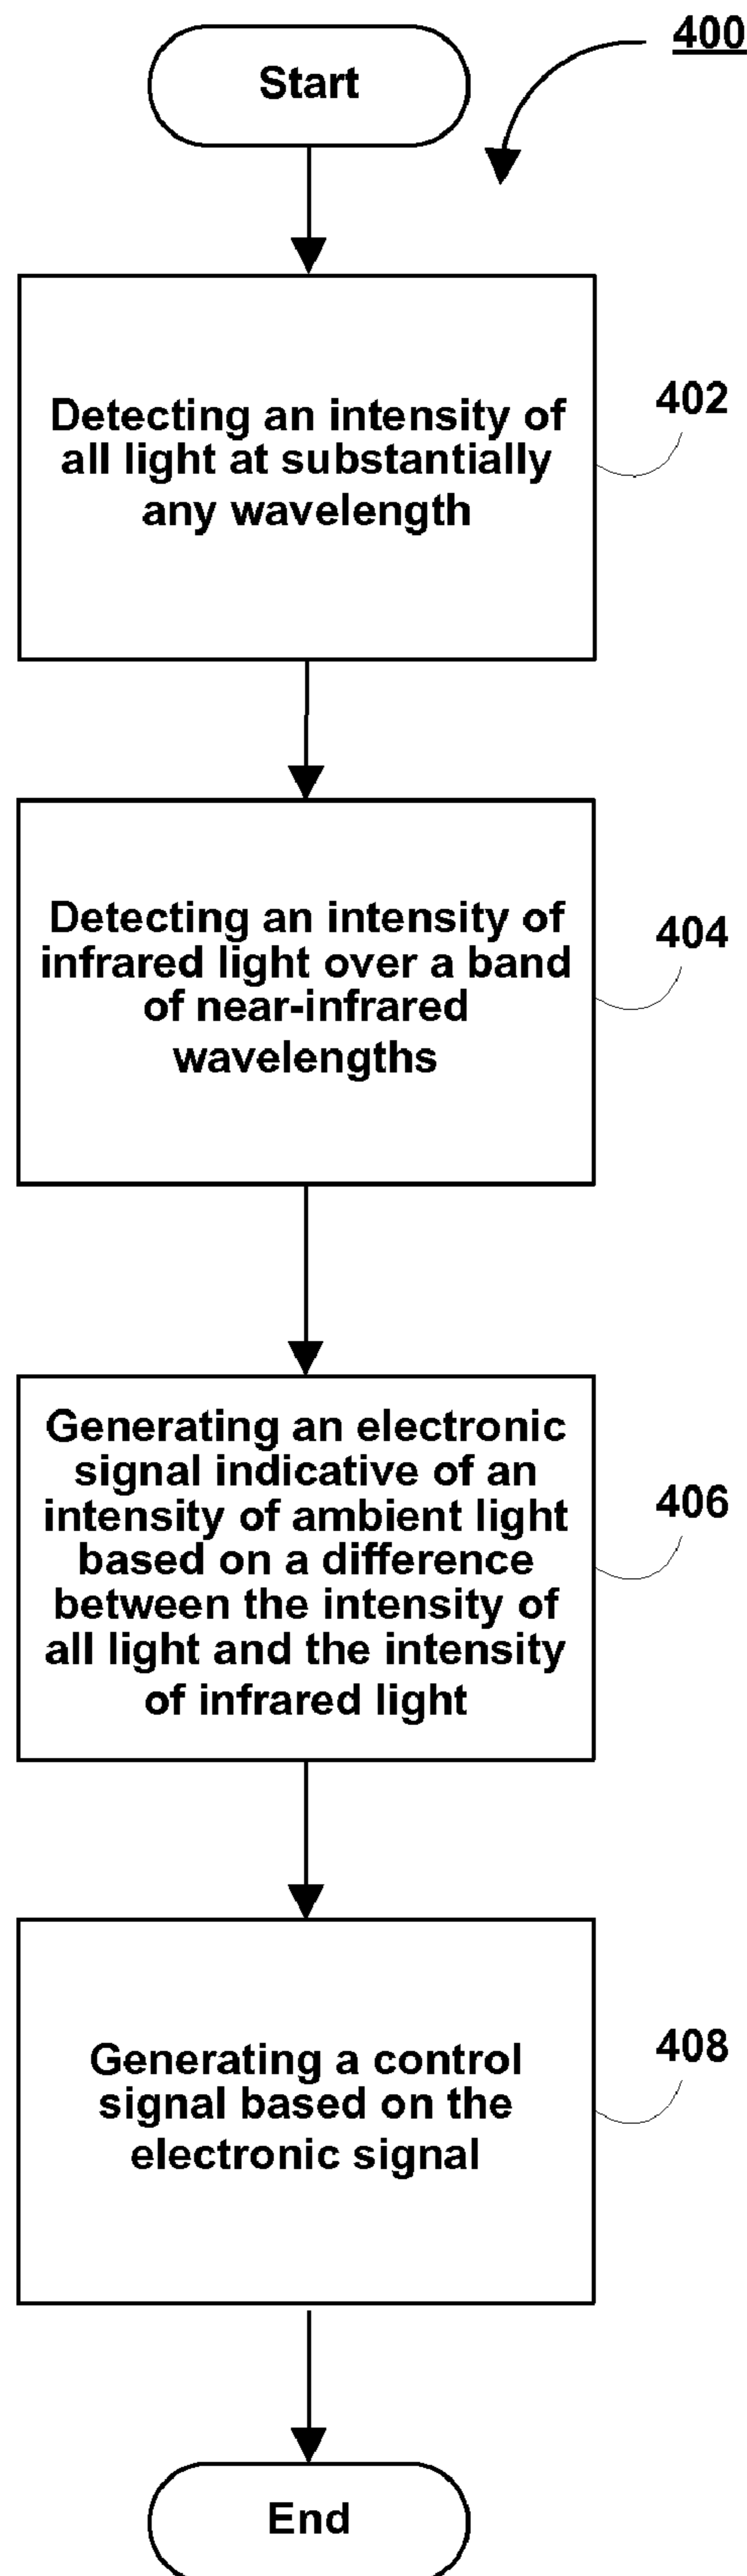 400
Start
Detecting an intensity of
all light at substantially
any wavelength
402
Detecting an intensity of
infrared light over a band
of near-infrared
wavelengths
404
Generating an electronic
signal indicative of an
intensity of ambient light
based on a difference
between the intensity of
all light and the intensity
of infrared light
406
Generating a control
signal based on the
electronic signal
408
End